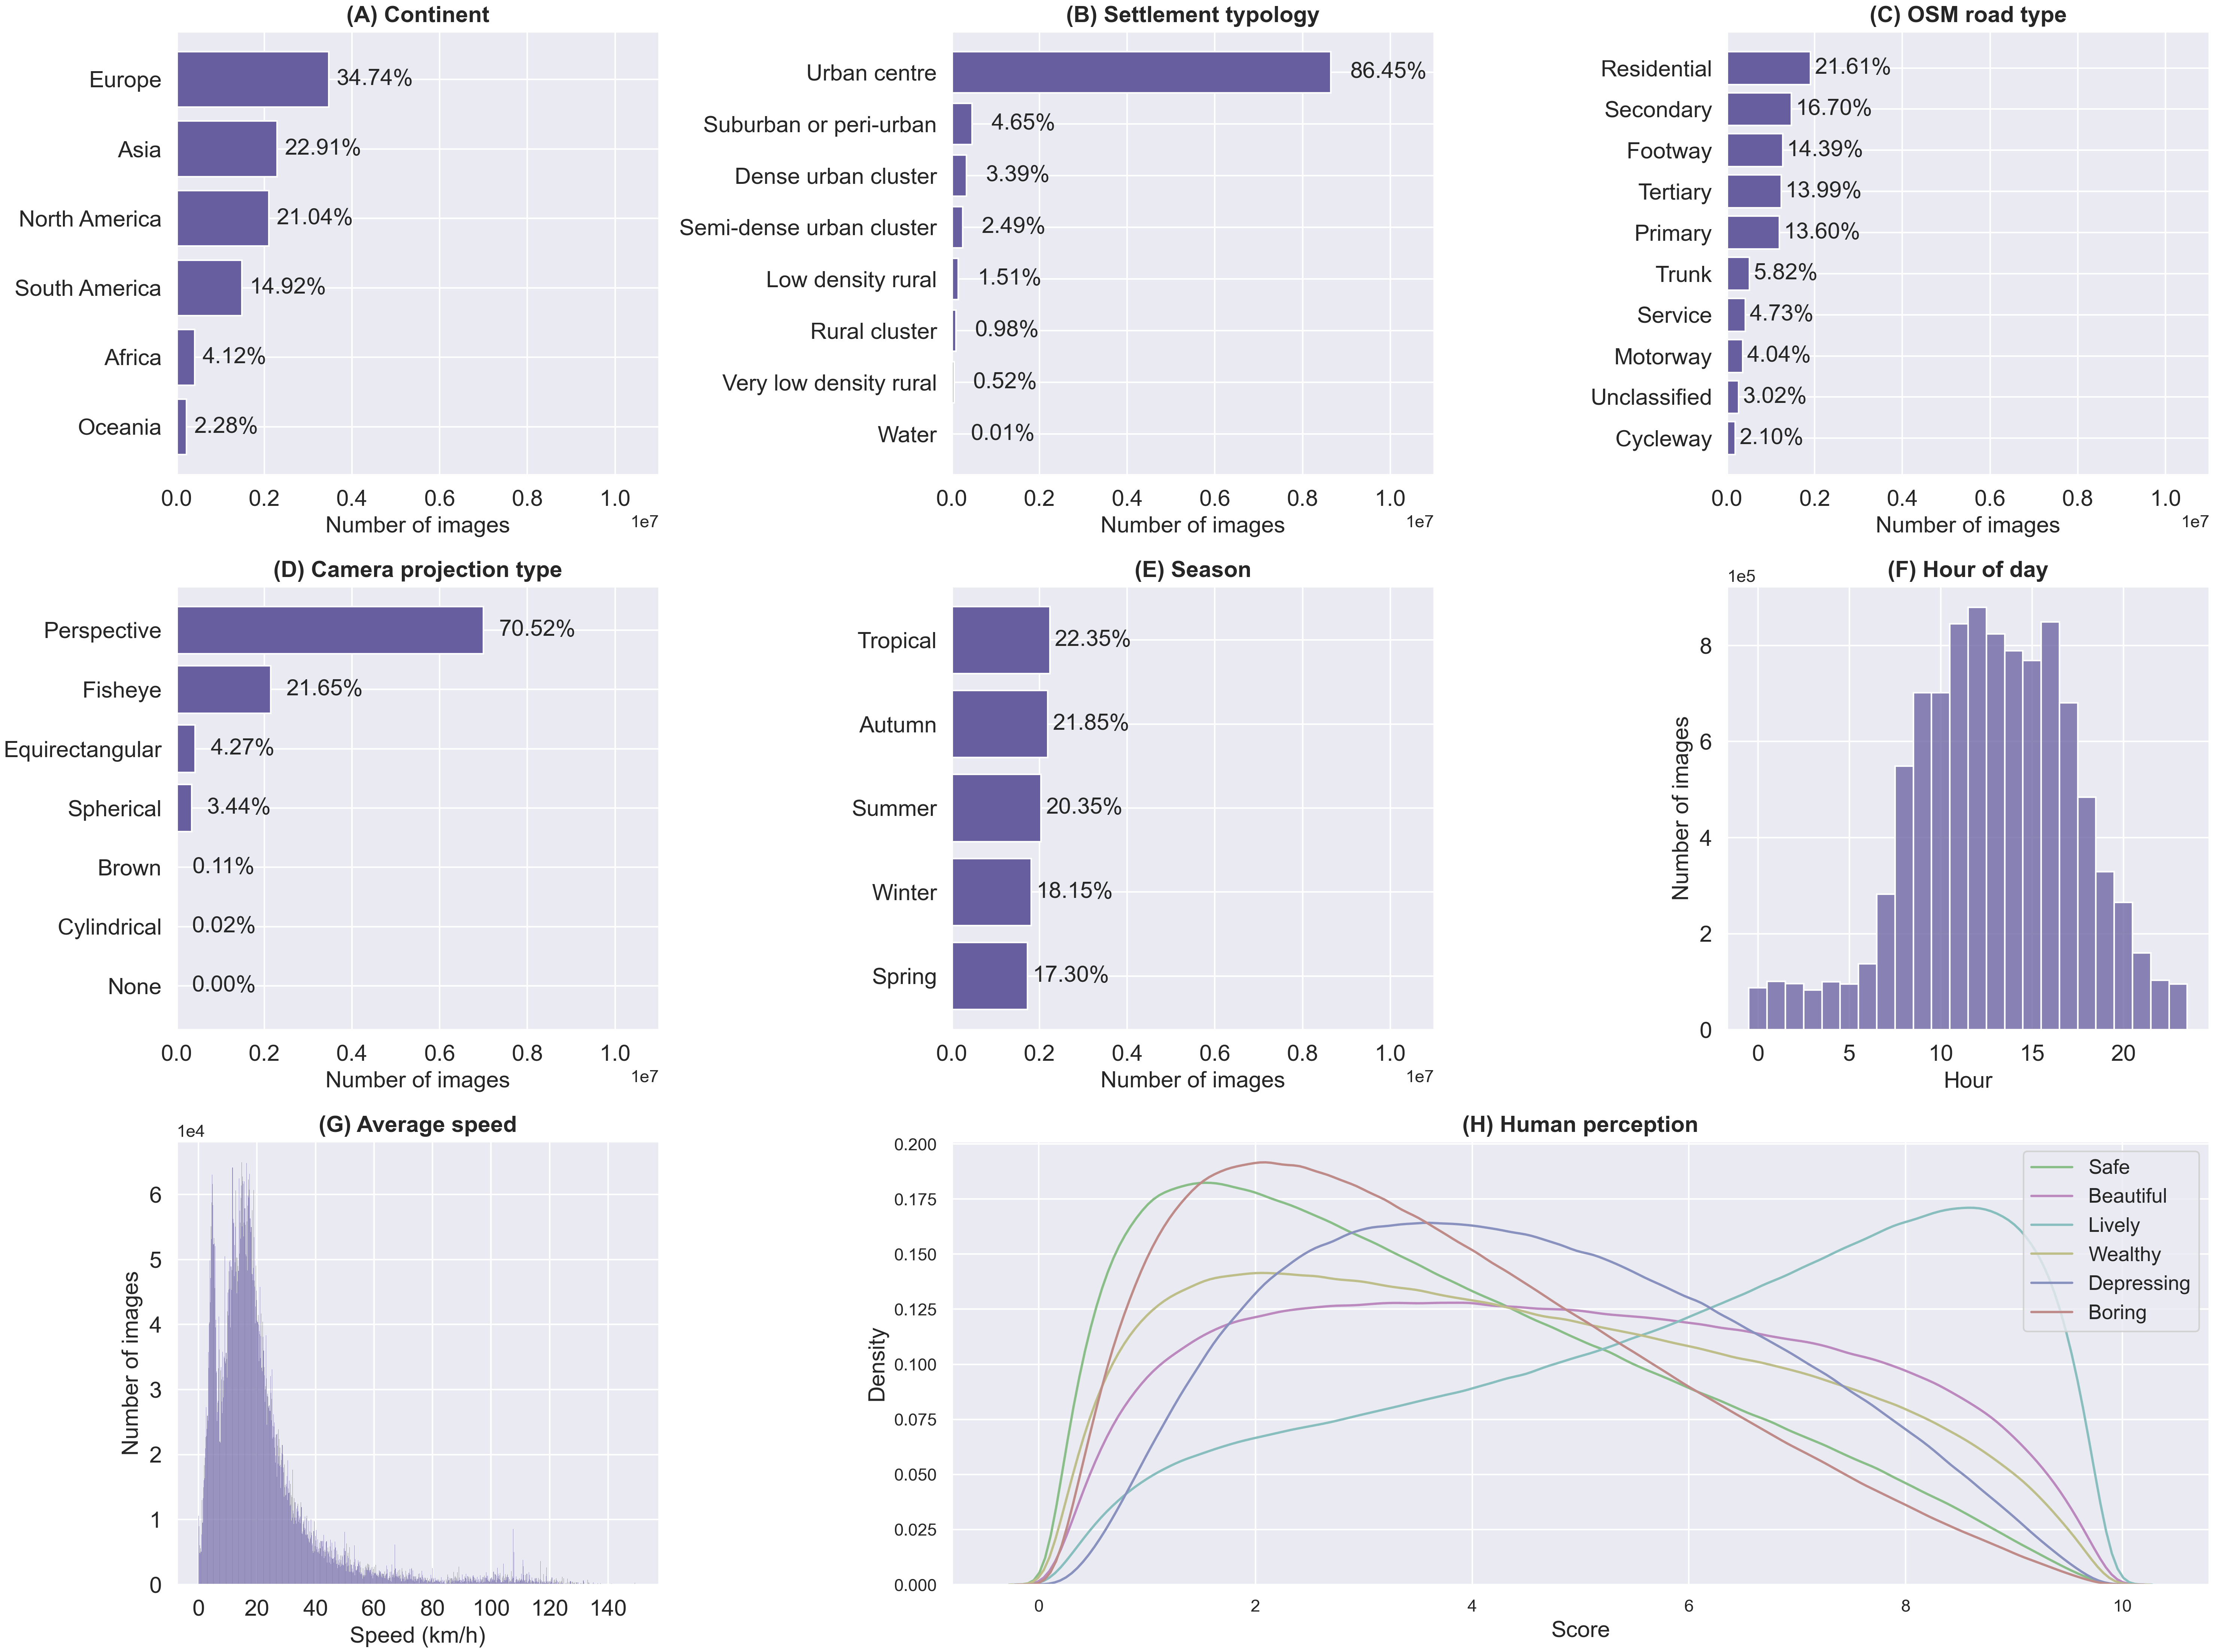 (A) Continent
Europe 34.74%
Asia 22.91%
North America 21.04%
South America 14.92%
Africa 4.12%
Oceania 2.28%
0.0 0.2 0.4 0.6 0.8 1.0
Number of images 1e7
(B) Settlement typology
Urban centre 86.45%
Suburban or peri-urban 4.65%
Dense urban cluster 3.39%
Semi-dense urban cluster 2.49%
Low density rural 1.51%
Rural cluster 0.98%
Very low density rural 0.52%
Water 0.01%
0.0 0.2 0.4 0.6 0.8 1.0
Number of images 1e7
(C) OSM road type
Residential 21.61%
Secondary 16.70%
Footway 14.39%
Tertiary 13.99%
Primary 13.60%
Trunk 5.82%
Service 4.73%
Motorway 4.04%
Unclassified 3.02%
Cycleway 2.10%
0.0 0.2 0.4 0.6 0.8 1.0
Number of images 1e7
(D) Camera projection type
Perspective 70.52%
Fisheye 21.65%
Equirectangular 4.27%
Spherical 3.44%
Brown 0.11%
Cylindrical 0.02%
None 0.00%
0.0 0.2 0.4 0.6 0.8 1.0
Number of images 1e7
(E) Season
Tropical 22.35%
Autumn 21.85%
Summer 20.35%
Winter 18.15%
Spring 17.30%
0.0 0.2 0.4 0.6 0.8 1.0
Number of images 1e7
(F) Hour of day
1e5
8
6
4
2
0
Number of images
0 5 10 15 20
Hour
(G) Average speed
1e4
6
5
4
3
2
1
0
Number of images
0 20 40 60 80 100 120 140
Speed (km/h)
(H) Human perception
0.200
0.175
0.150
0.125
0.100
0.075
0.050
0.025
0.000
Density
Safe
Beautiful
Lively
Wealthy
Depressing
Boring
0 2 4 6 8 10
Score